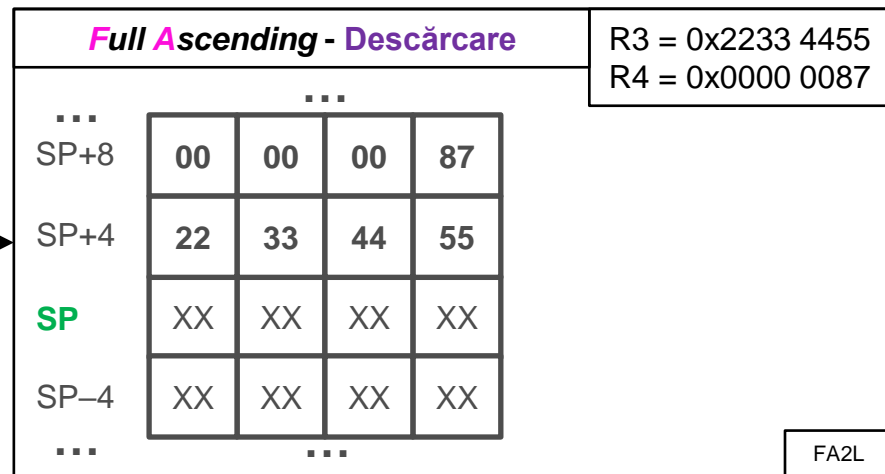 Full Ascending - Descărcare
R3 = 0x2233 4455
R4 = 0x0000 0087
... ...
SP+8 00 00 00 87
SP+4 22 33 44 55
SP XX XX XX XX
SP–4 XX XX XX XX
... ...
FA2L